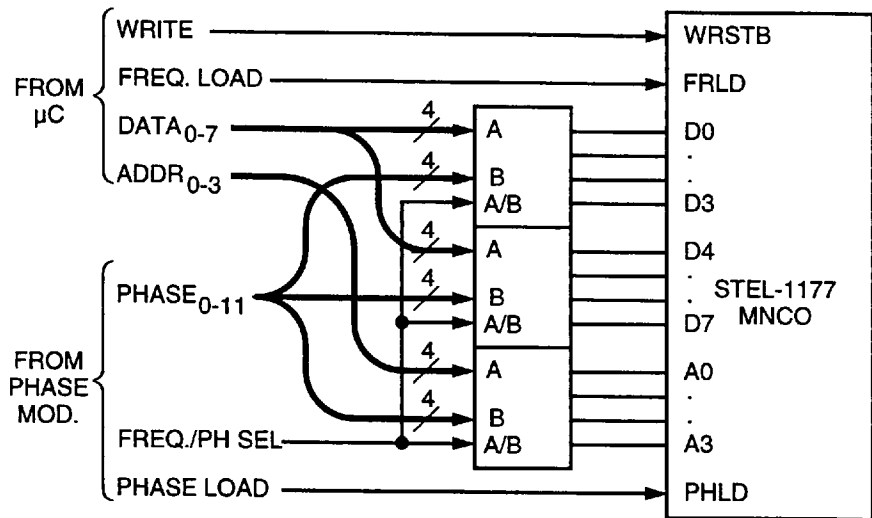 WRITE
FREQ. LOAD
FROM
µC
DATA0-7
ADDR0-3
PHASE0-11
FROM
PHASE
MOD.
FREQ./PH SEL
PHASE LOAD
4
A
4
B
A/B
4
A
4
B
A/B
4
A
4
B
A/B
WRSTB
FRLD
D0
.
.
D3
D4
.
.
D7
STEL-1177
MNCO
A0
.
.
A3
PHLD